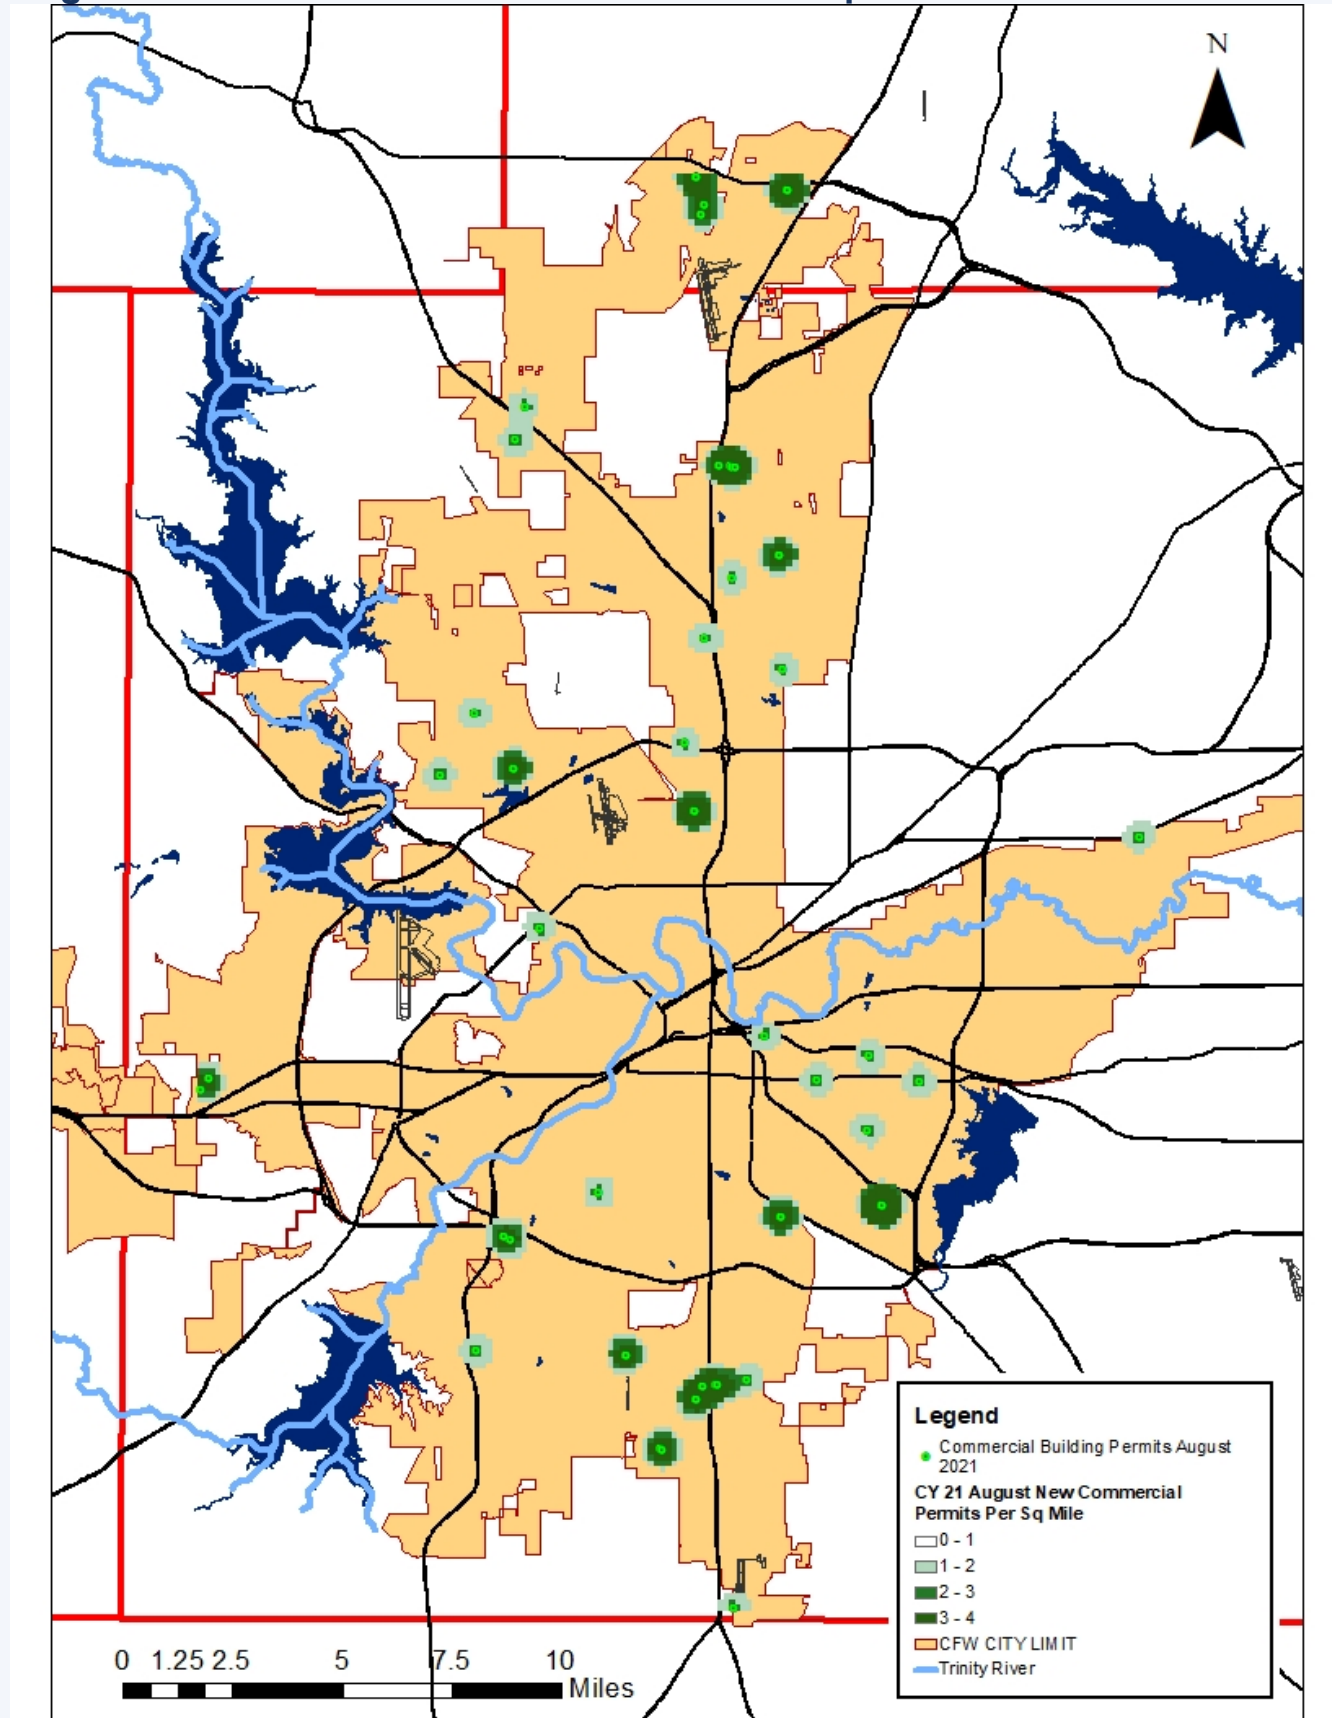 N
Legend
Commercial Building Permits August
2021
CY 21 August New Commercial
Permits Per Sq Mile
0 - 1
1 - 2
2 - 3
3 - 4
CFW CITY LIMIT
Trinity River
0 1.25 2.5 5 7.5 10
Miles